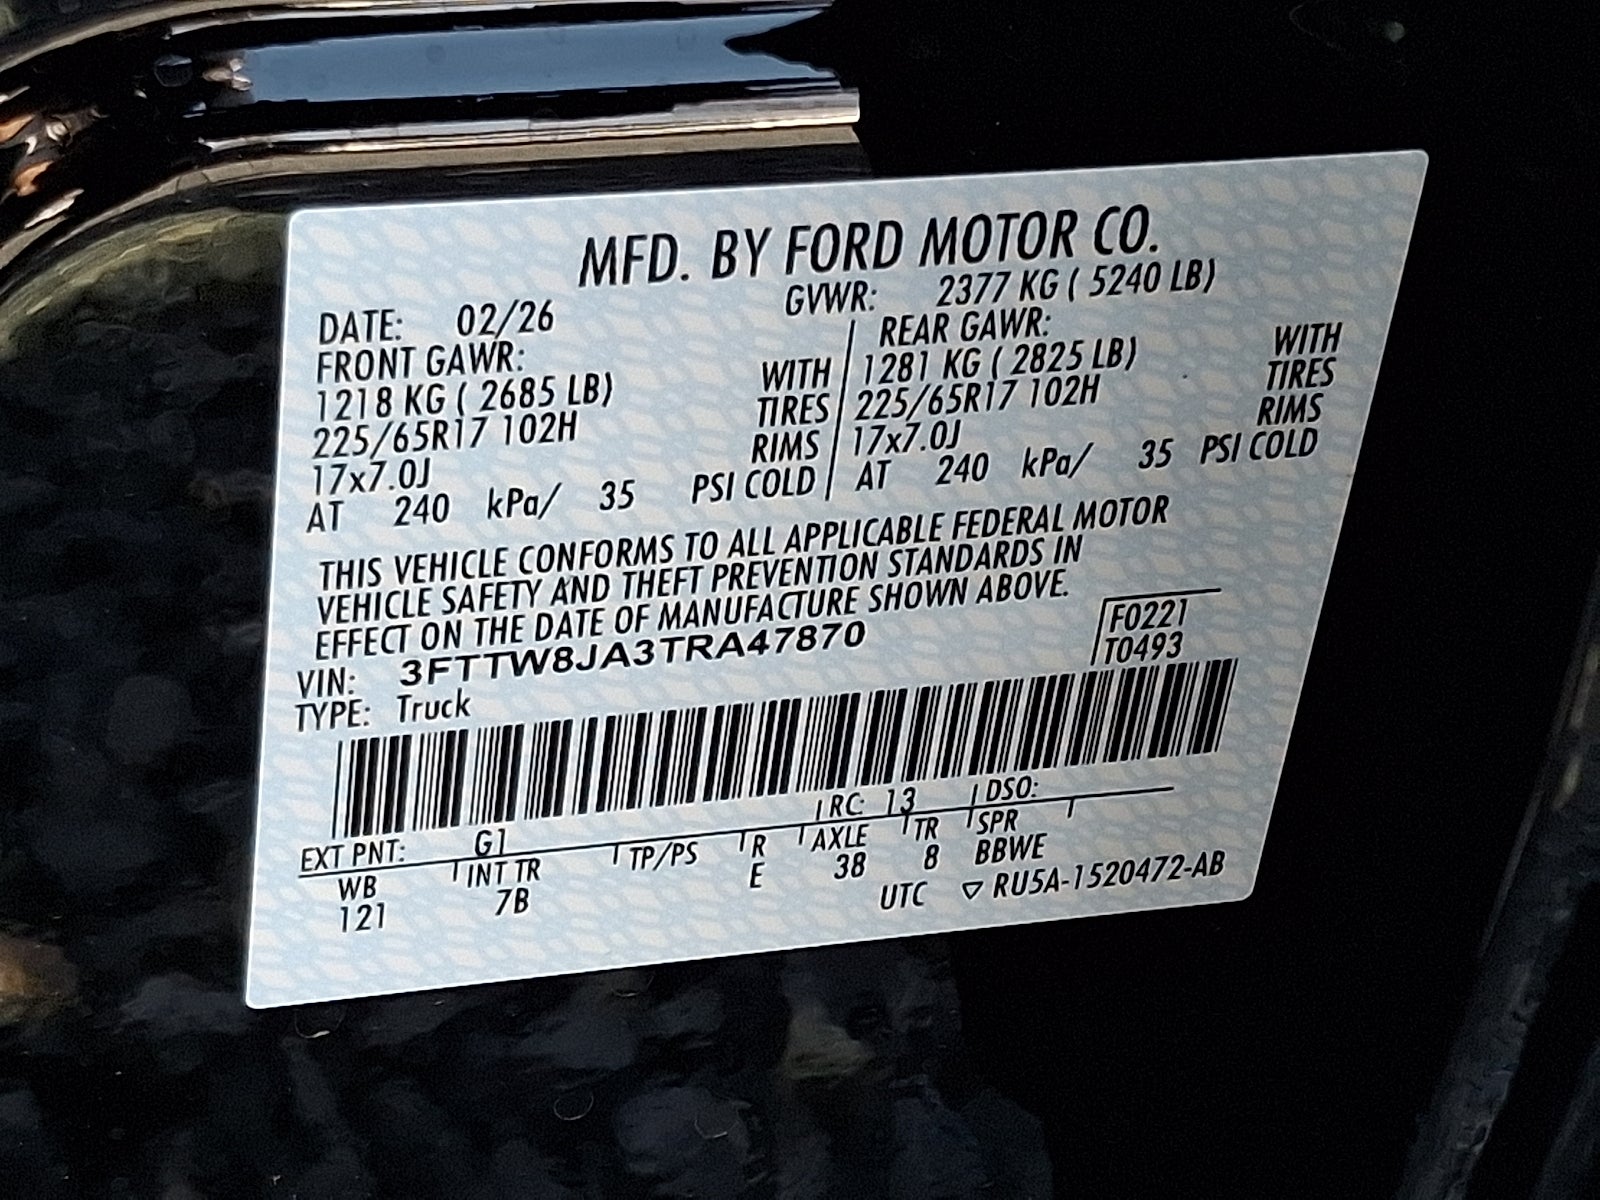 MFD. BY FORD MOTOR CO.
DATE: 02/26 GVWR: 2377 KG ( 5240 LB)
FRONT GAWR: REAR GAWR:
1218 KG ( 2685 LB) WITH 1281 KG ( 2825 LB) WITH
225/65R17 102H TIRES 225/65R17 102H TIRES
17x7.0J RIMS 17x7.0J RIMS
AT 240 kPa/ 35 PSI COLD AT 240 kPa/ 35 PSI COLD
THIS VEHICLE CONFORMS TO ALL APPLICABLE FEDERAL MOTOR
VEHICLE SAFETY AND THEFT PREVENTION STANDARDS IN
EFFECT ON THE DATE OF MANUFACTURE SHOWN ABOVE.
F0221
VIN: 3FTTW8JA3TRA47870 T0493
TYPE: Truck
EXT PNT: G1 RC: 13 DSO:
WB INT TR TP/PS R AXLE TR SPR
121 7B E 38 8 BBWE
UTC ▽ RU5A-1520472-AB